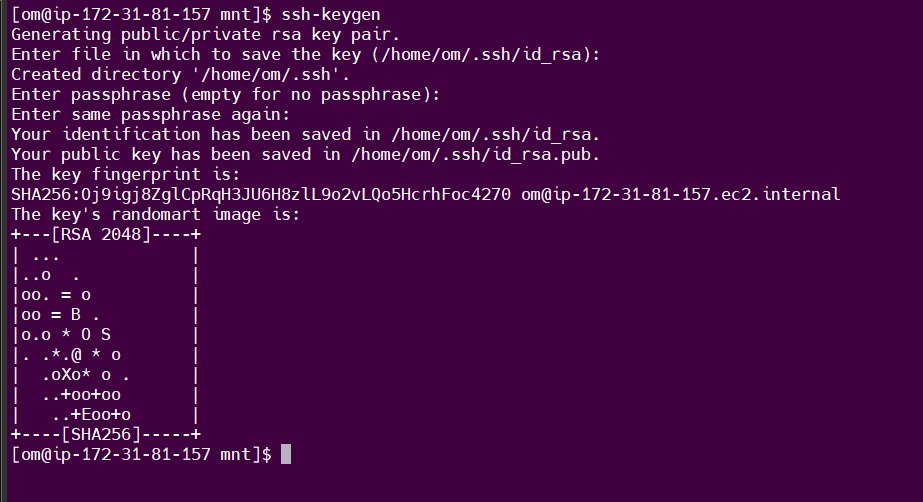 [om@ip-172-31-81-157 mnt]$ ssh-keygen
Generating public/private rsa key pair.
Enter file in which to save the key (/home/om/.ssh/id_rsa):
Created directory '/home/om/.ssh'.
Enter passphrase (empty for no passphrase):
Enter same passphrase again:
Your identification has been saved in /home/om/.ssh/id_rsa.
Your public key has been saved in /home/om/.ssh/id_rsa.pub.
The key fingerprint is:
SHA256:Oj9igj8ZglCpRqH3JU6H8zlL9o2vLQo5HcrhFoc4270 om@ip-172-31-81-157.ec2.internal
The key's randomart image is:
+---[RSA 2048]----+
| ...             |
|..o  .           |
|oo. = o          |
|oo = B .         |
|o.o * O S        |
|. .*.@ * o       |
|  .oXo* o .      |
|  ..+oo+oo       |
|   ..+Eoo+o      |
+----[SHA256]-----+
[om@ip-172-31-81-157 mnt]$